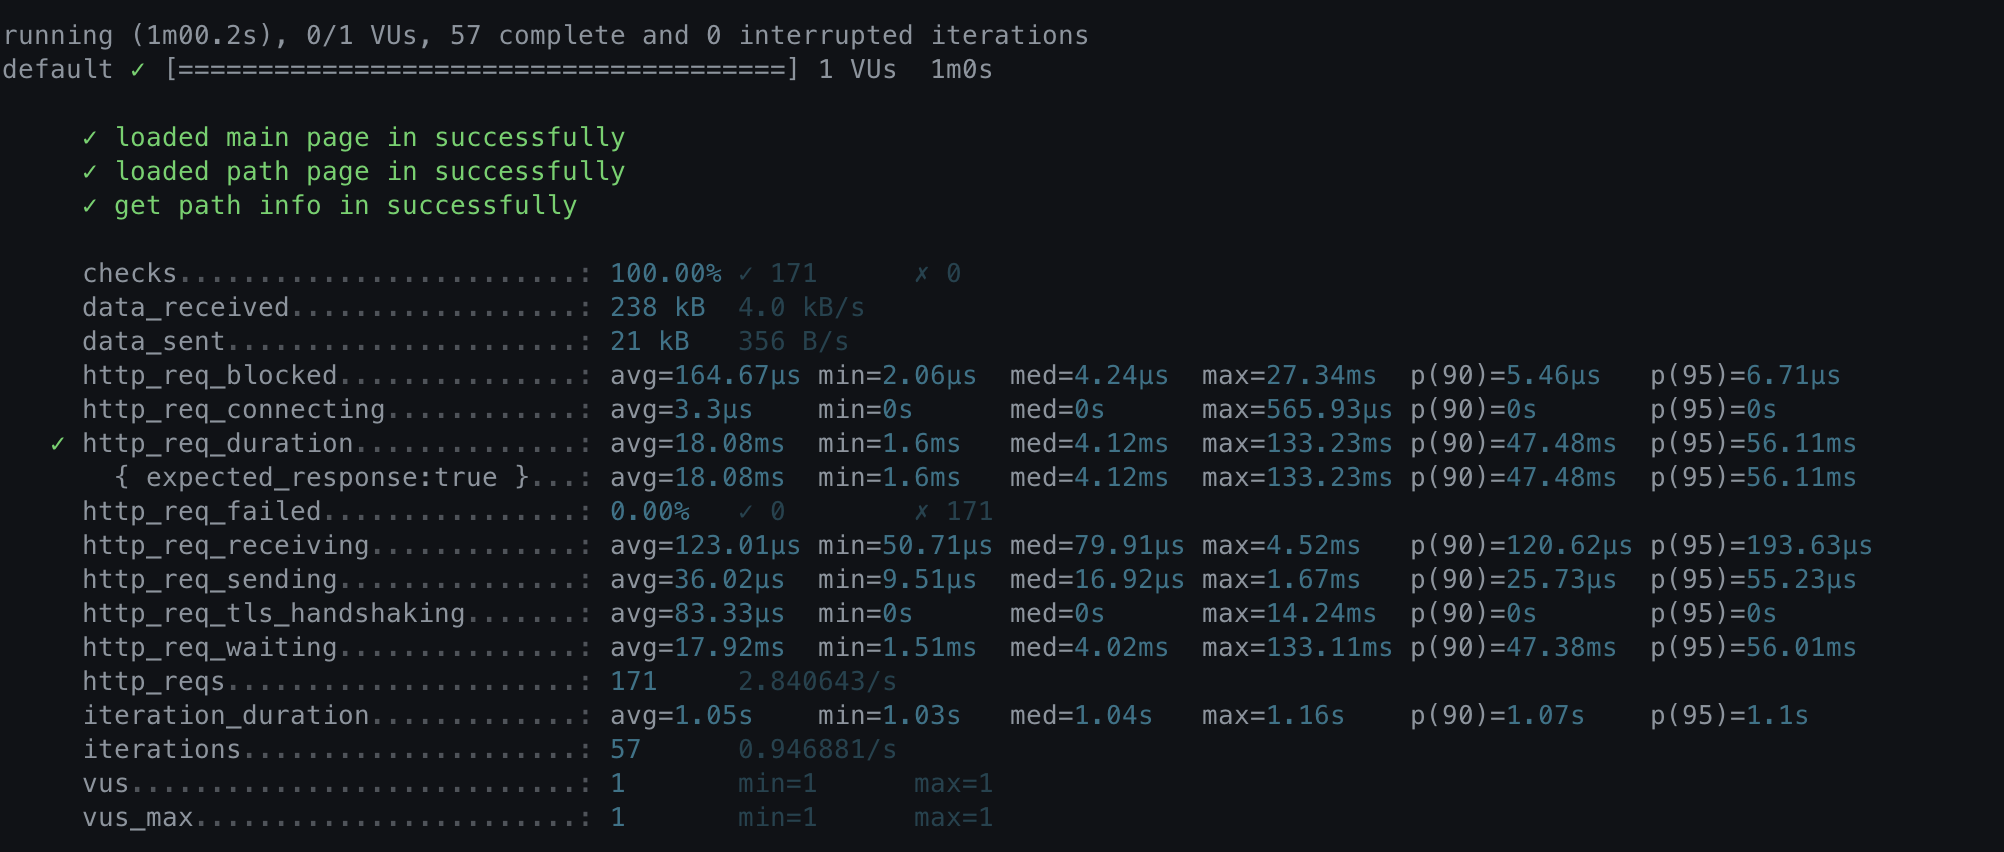 running (1m00.2s), 0/1 VUs, 57 complete and 0 interrupted iterations
default ✓ [======================================] 1 VUs  1m0s

     ✓ loaded main page in successfully
     ✓ loaded path page in successfully
     ✓ get path info in successfully

     checks.........................: 100.00% ✓ 171      ✗ 0
     data_received..................: 238 kB  4.0 kB/s
     data_sent......................: 21 kB   356 B/s
     http_req_blocked...............: avg=164.67µs min=2.06µs  med=4.24µs  max=27.34ms  p(90)=5.46µs   p(95)=6.71µs
     http_req_connecting............: avg=3.3µs    min=0s      med=0s      max=565.93µs p(90)=0s       p(95)=0s
   ✓ http_req_duration..............: avg=18.08ms  min=1.6ms   med=4.12ms  max=133.23ms p(90)=47.48ms  p(95)=56.11ms
       { expected_response:true }...: avg=18.08ms  min=1.6ms   med=4.12ms  max=133.23ms p(90)=47.48ms  p(95)=56.11ms
     http_req_failed................: 0.00%   ✓ 0        ✗ 171
     http_req_receiving.............: avg=123.01µs min=50.71µs med=79.91µs max=4.52ms   p(90)=120.62µs p(95)=193.63µs
     http_req_sending...............: avg=36.02µs  min=9.51µs  med=16.92µs max=1.67ms   p(90)=25.73µs  p(95)=55.23µs
     http_req_tls_handshaking.......: avg=83.33µs  min=0s      med=0s      max=14.24ms  p(90)=0s       p(95)=0s
     http_req_waiting...............: avg=17.92ms  min=1.51ms  med=4.02ms  max=133.11ms p(90)=47.38ms  p(95)=56.01ms
     http_reqs......................: 171     2.840643/s
     iteration_duration.............: avg=1.05s    min=1.03s   med=1.04s   max=1.16s    p(90)=1.07s    p(95)=1.1s
     iterations.....................: 57      0.946881/s
     vus............................: 1       min=1      max=1
     vus_max........................: 1       min=1      max=1